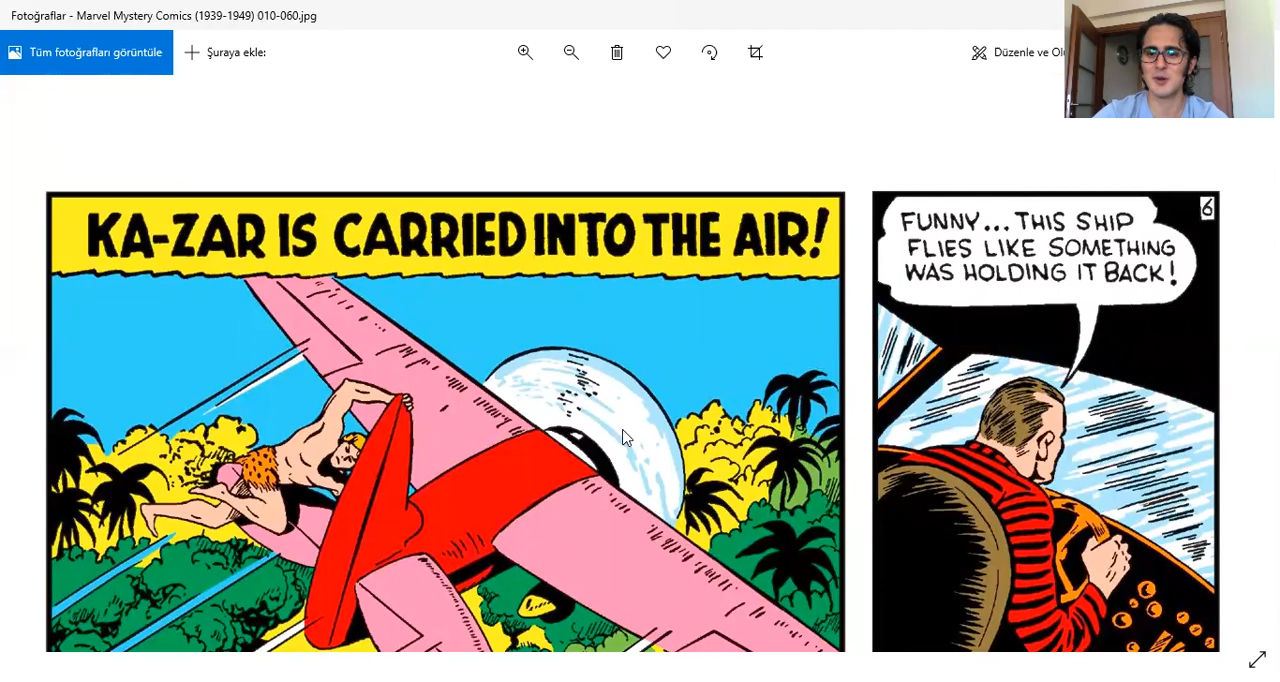 Fotoğraflar - Marvel Mystery Comics (1939-1949) 010-060.jpg
Tüm fotoğrafları görüntüle
Şuraya ekle:
Düzenle ve
KA-ZAR IS CARRIED INTO THE AIR!
6
FUNNY... THIS SHIP
FLIES LIKE SOMETHING
WAS HOLDING IT BACK!